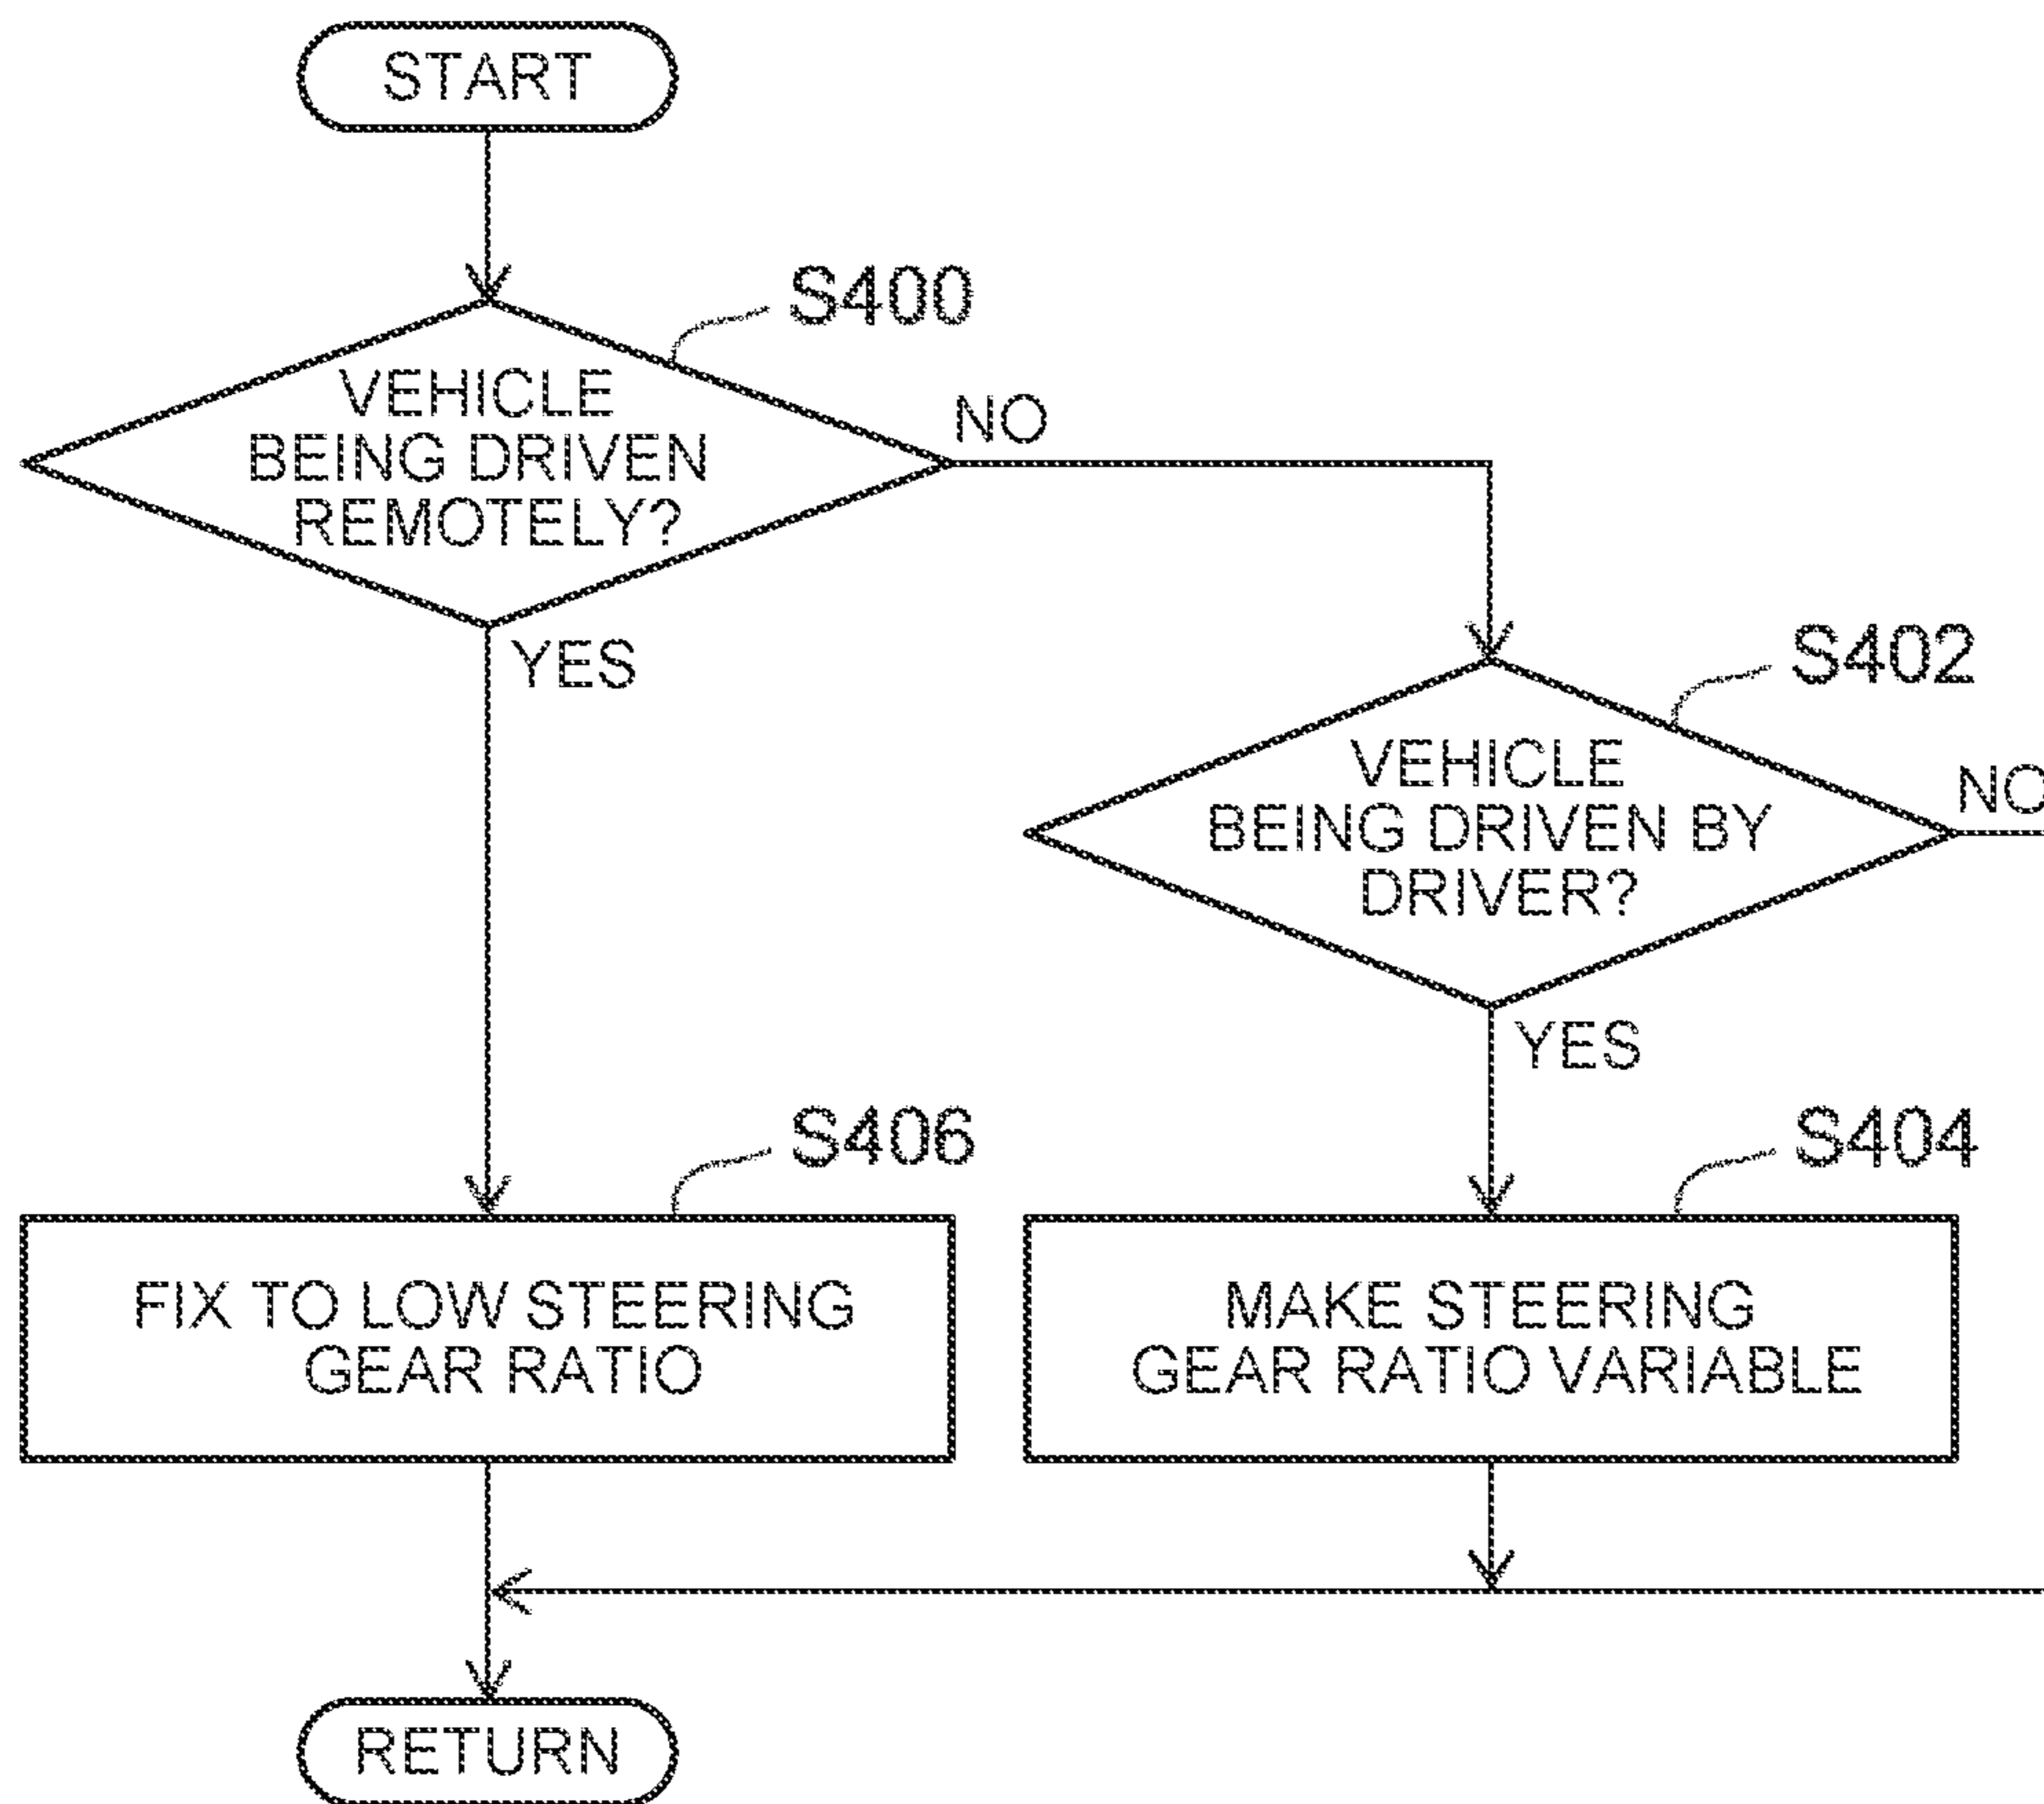 START
S400
VEHICLE
BEING DRIVEN
REMOTELY?
NO
YES
S402
VEHICLE
BEING DRIVEN BY
DRIVER?
NO
YES
S406
FIX TO LOW STEERING
GEAR RATIO
S404
MAKE STEERING
GEAR RATIO VARIABLE
RETURN